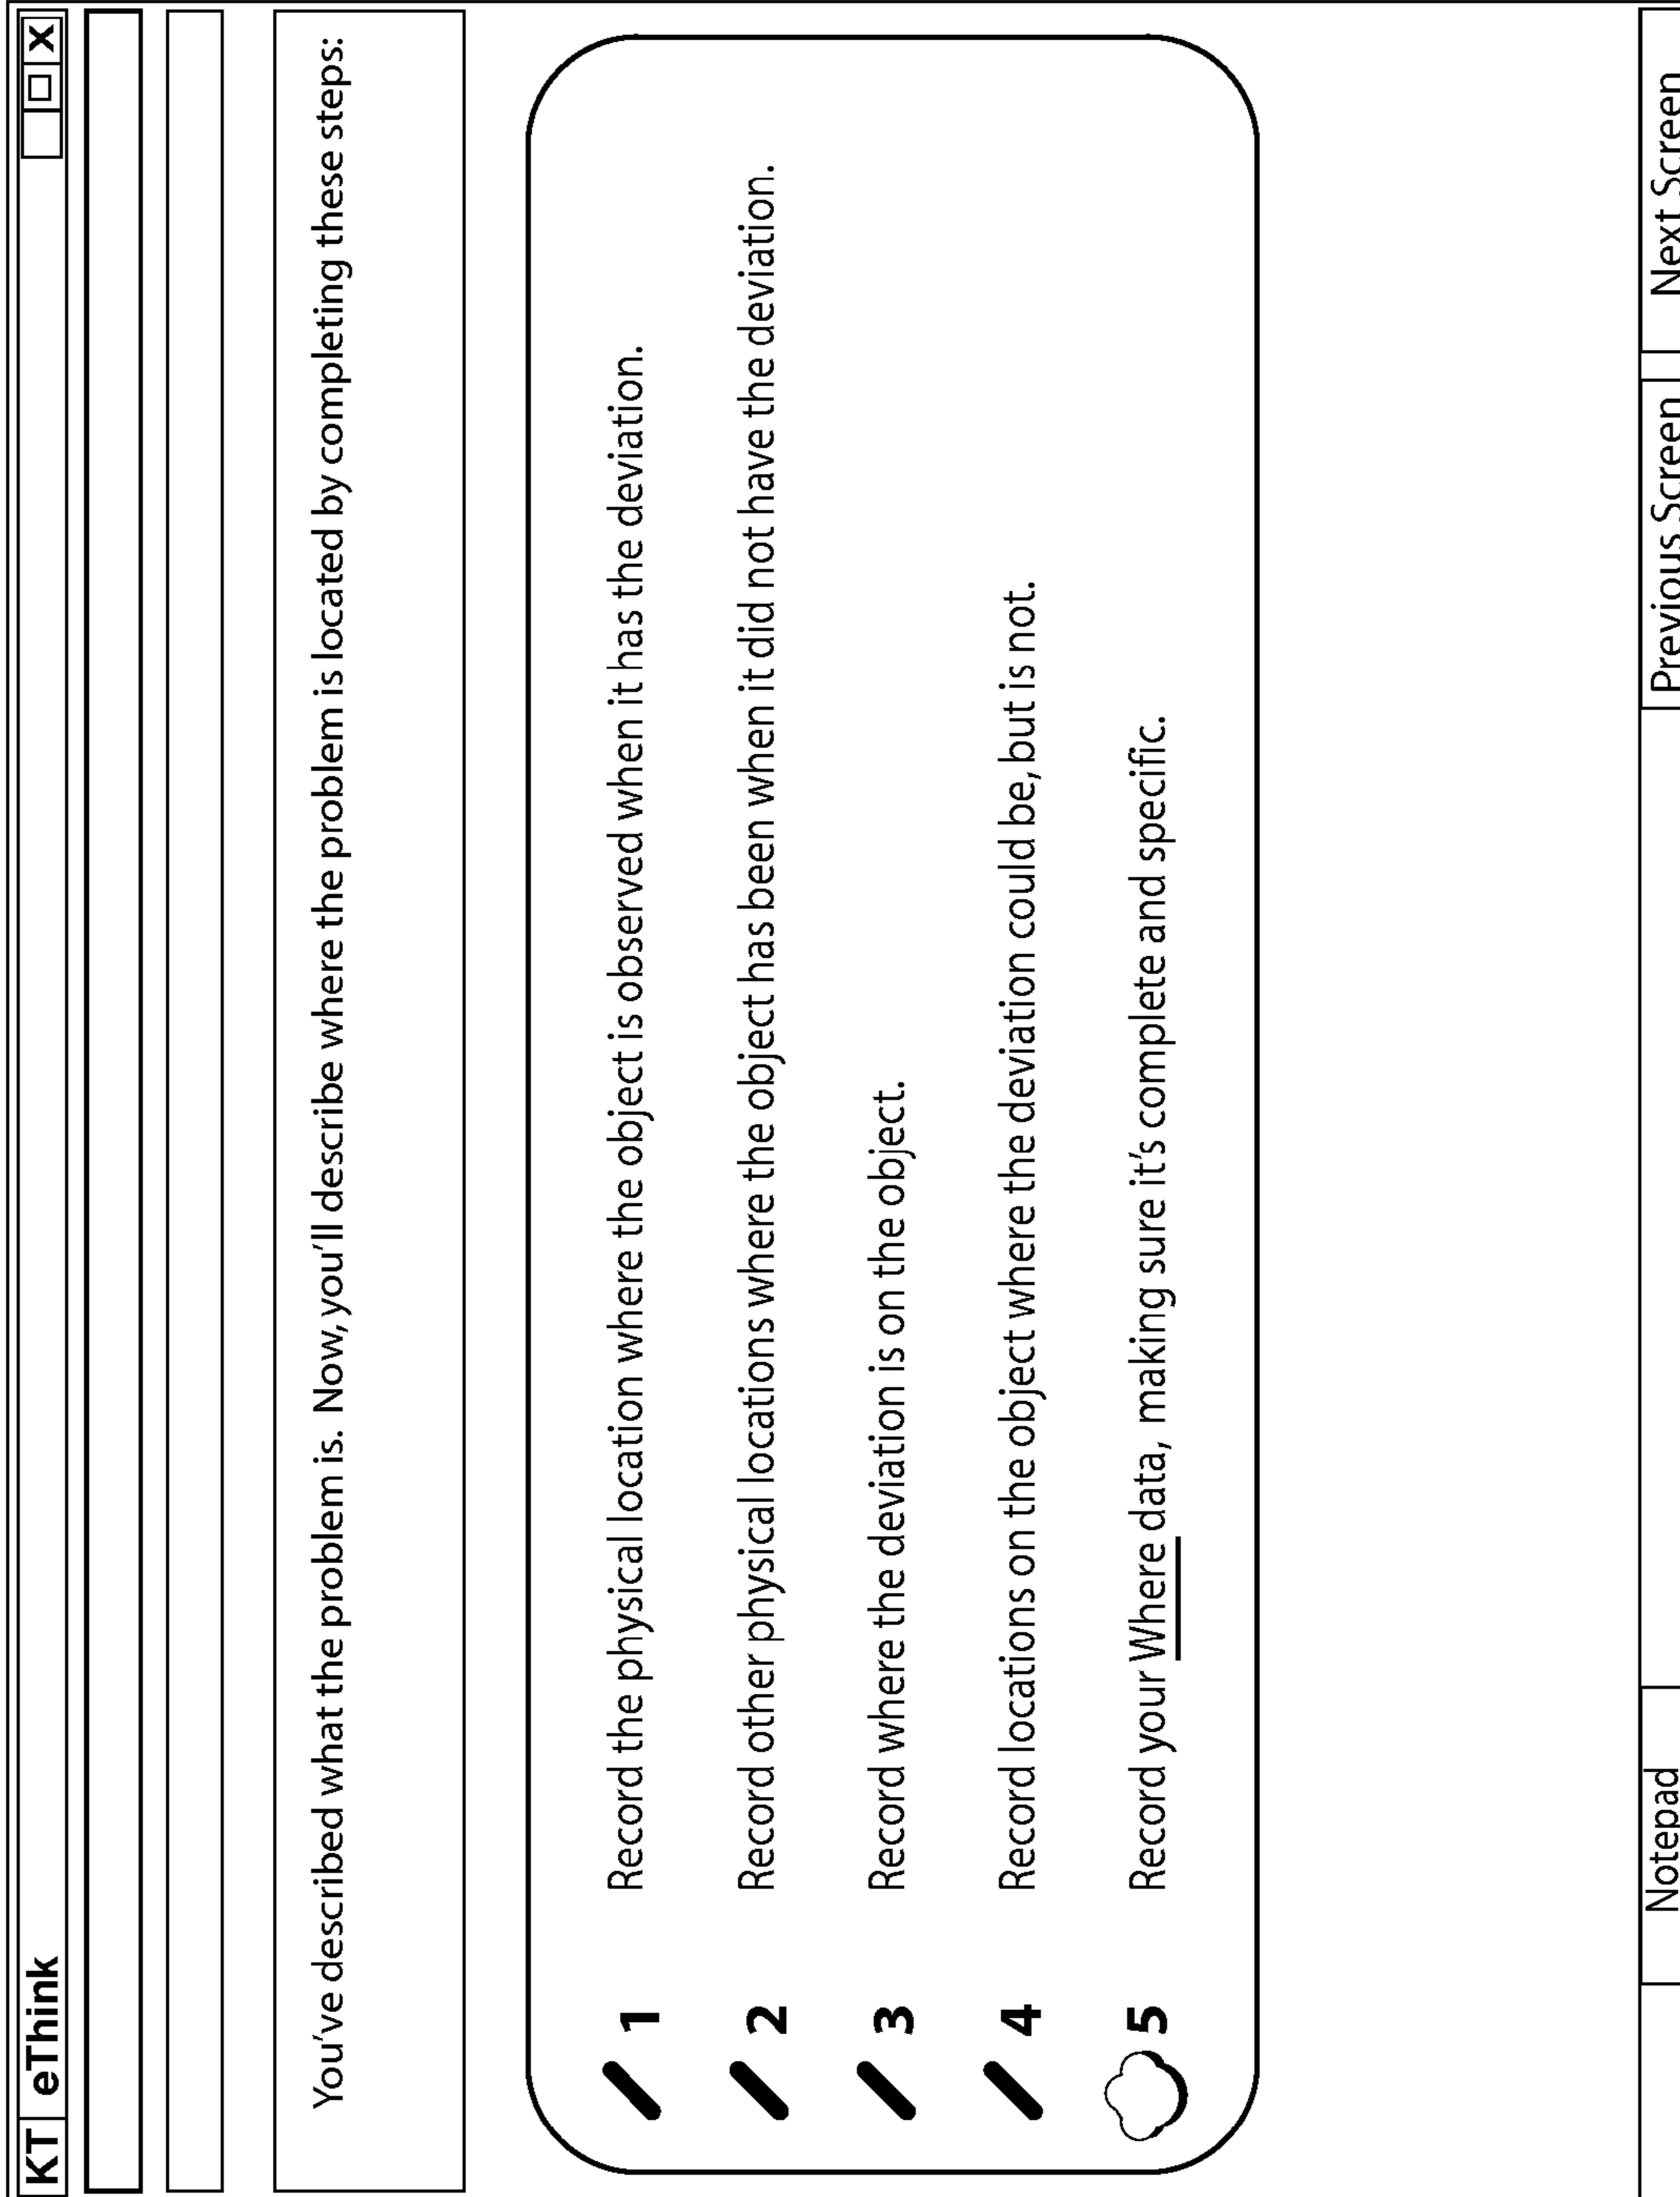 KT eThink X
You've described what the problem is. Now, you'll describe where the problem is located by completing these steps:
1 Record the physical location where the object is observed when it has the deviation.
2 Record other physical locations where the object has been when it did not have the deviation.
3 Record where the deviation is on the object.
4 Record locations on the object where the deviation could be, but is not.
5 Record your Where data, making sure it's complete and specific.
Notepad Previous Screen Next Screen